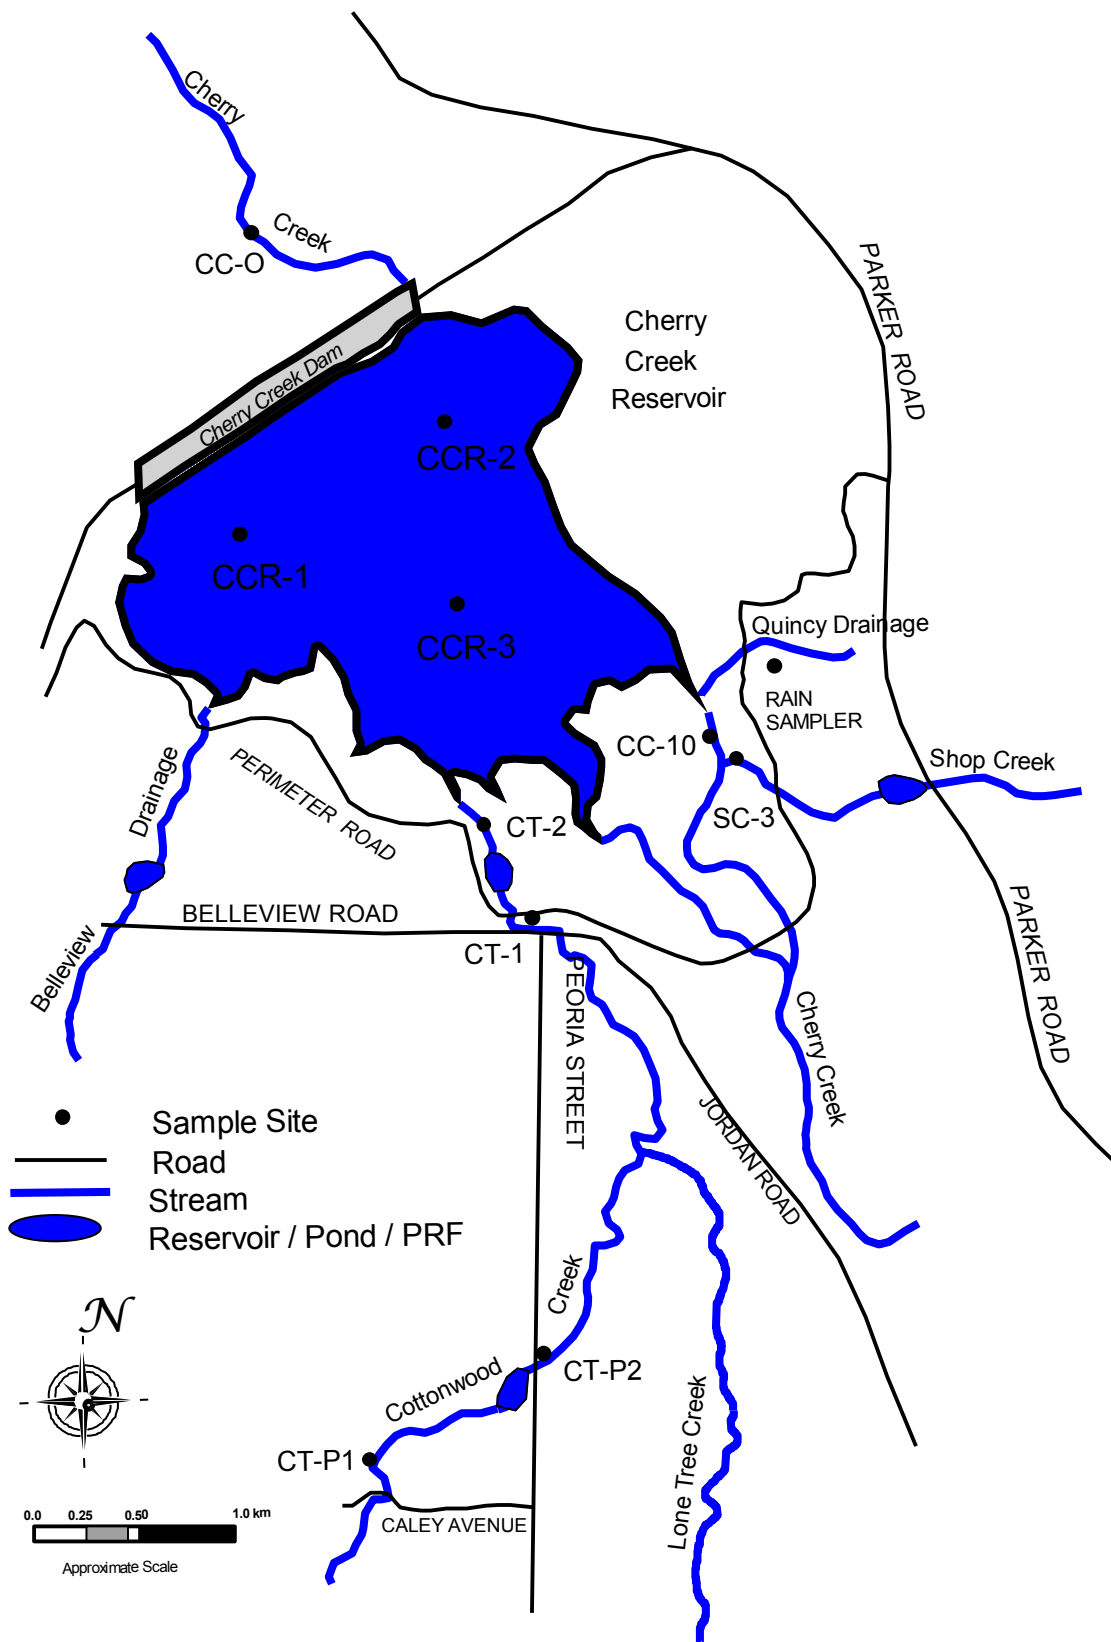 Cherry
Creek
CC-O
Cherry Creek Dam
Cherry
Creek
Reservoir
PARKER ROAD
CCR-2
CCR-1
CCR-3
Quincy Drainage
RAIN
SAMPLER
CC-10
Shop Creek
SC-3
PERIMETER ROAD
CT-2
Drainage
Belleview
BELLEVIEW ROAD
CT-1
PEORIA STREET
PARKER ROAD
Cherry Creek
JORDAN ROAD
Sample Site
Road
Stream
Reservoir / Pond / PRF
N
Creek
Cottonwood
CT-P2
CT-P1
Lone Tree Creek
CALEY AVENUE
0.0 0.25 0.50 1.0 km
Approximate Scale